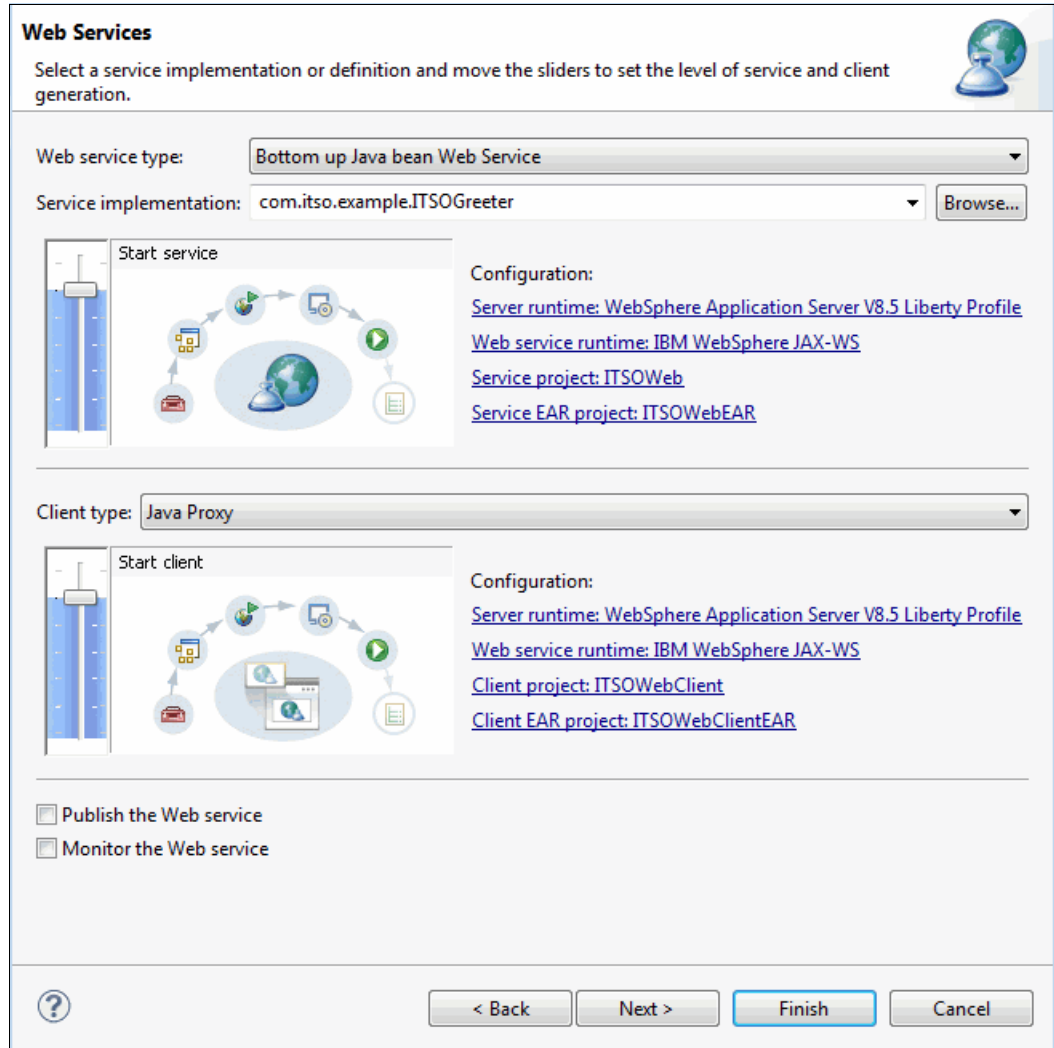 Web Services
Select a service implementation or definition and move the sliders to set the level of service and client
generation.
Web service type: Bottom up Java bean Web Service
Service implementation: com.itso.example.ITSOGreeter Browse...
Start service
Configuration:
Server runtime: WebSphere Application Server V8.5 Liberty Profile
Web service runtime: IBM WebSphere JAX-WS
Service project: ITSOWeb
Service EAR project: ITSOWebEAR
Client type: Java Proxy
Start client
Configuration:
Server runtime: WebSphere Application Server V8.5 Liberty Profile
Web service runtime: IBM WebSphere JAX-WS
Client project: ITSOWebClient
Client EAR project: ITSOWebClientEAR
Publish the Web service
Monitor the Web service
? < Back Next > Finish Cancel